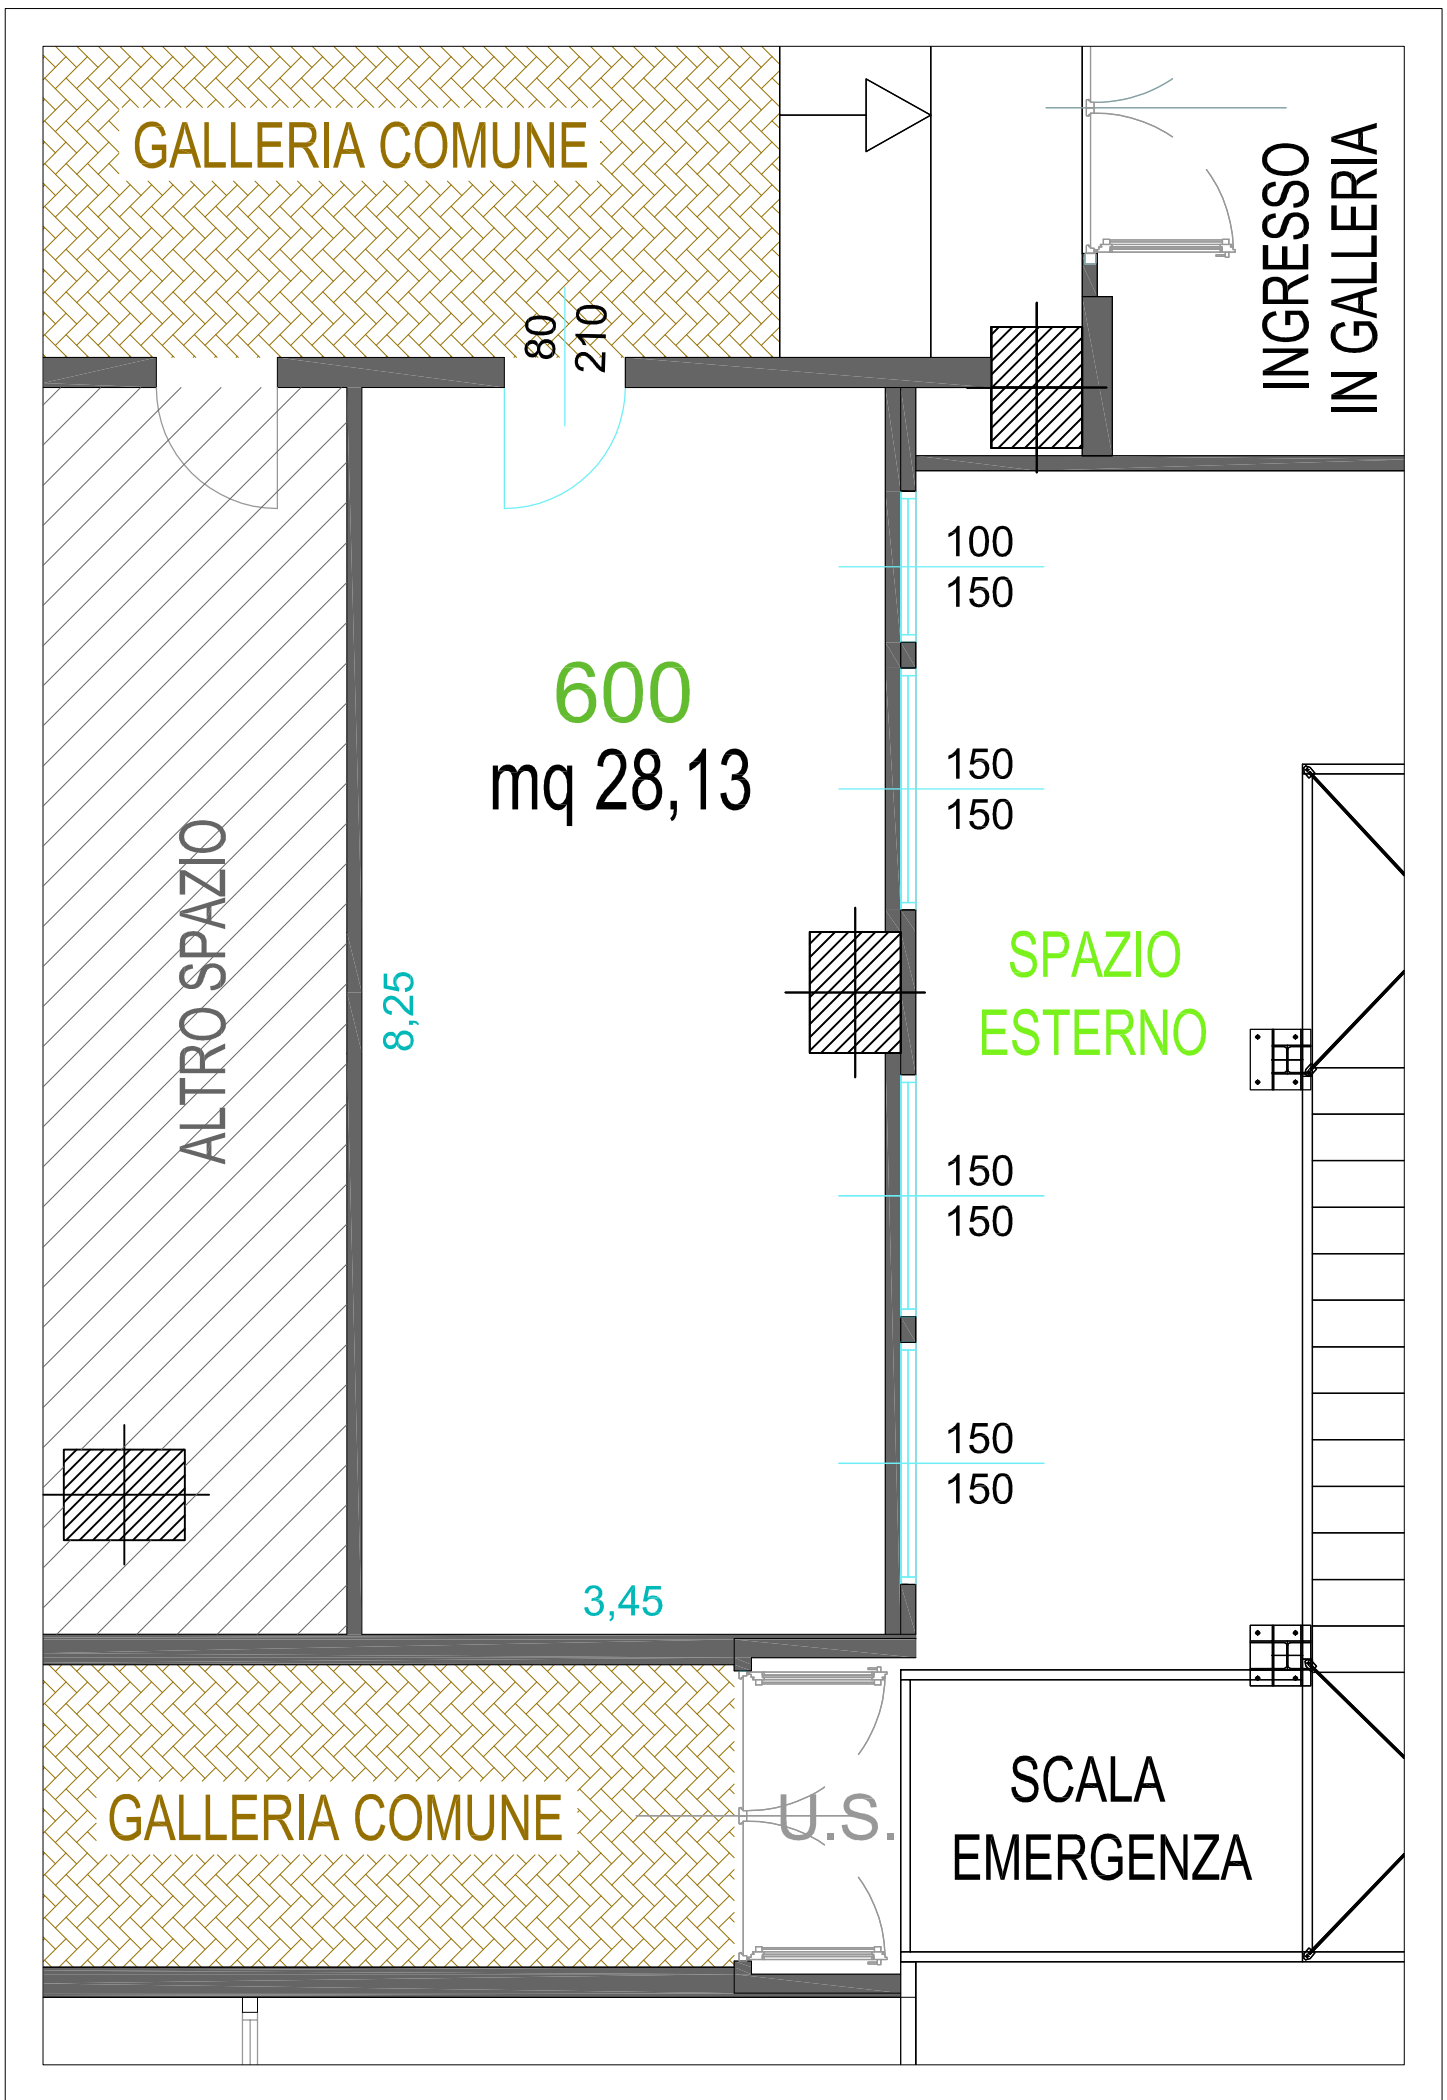 GALLERIA COMUNE
INGRESSO
IN GALLERIA
80
210
100
150
600
mq 28,13
150
150
ALTRO SPAZIO
8,25
SPAZIO
ESTERNO
150
150
150
150
3,45
GALLERIA COMUNE
U.S.
SCALA
EMERGENZA